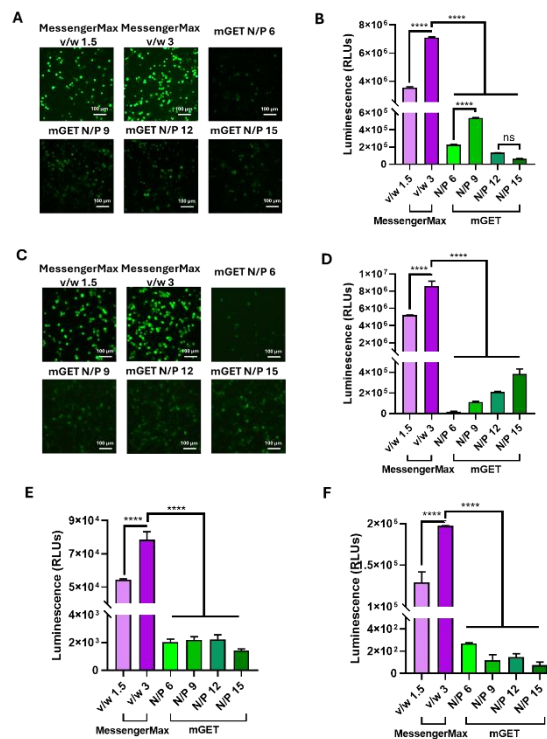 A
MessengerMax v/w 1.5
MessengerMax v/w 3
mGET N/P 6
100 µm
100 µm
100 µm
mGET N/P 9
mGET N/P 12
mGET N/P 15
100 µm
100 µm
100 µm
B
Luminescence (RLUs)
8×10⁶
6×10⁶
4×10⁶
2×10⁶
6×10⁵
4×10⁵
2×10⁵
0
****
****
****
ns
v/w 1.5
v/w 3
N/P 6
N/P 9
N/P 12
N/P 15
MessengerMax
mGET
C
MessengerMax v/w 1.5
MessengerMax v/w 3
mGET N/P 6
100 µm
100 µm
100 µm
mGET N/P 9
mGET N/P 12
mGET N/P 15
100 µm
100 µm
100 µm
D
Luminescence (RLUs)
1×10⁷
8×10⁶
6×10⁶
4×10⁶
4×10⁵
2×10⁵
0
****
****
v/w 1.5
v/w 3
N/P 6
N/P 9
N/P 12
N/P 15
MessengerMax
mGET
E
Luminescence (RLUs)
9×10⁴
7×10⁴
5×10⁴
4×10³
2×10³
0
****
****
v/w 1.5
v/w 3
N/P 6
N/P 9
N/P 12
N/P 15
MessengerMax
mGET
F
Luminescence (RLUs)
2×10⁵
1.5×10⁵
1×10⁵
6×10²
4×10²
2×10²
0
****
****
v/w 1.5
v/w 3
N/P 6
N/P 9
N/P 12
N/P 15
MessengerMax
mGET